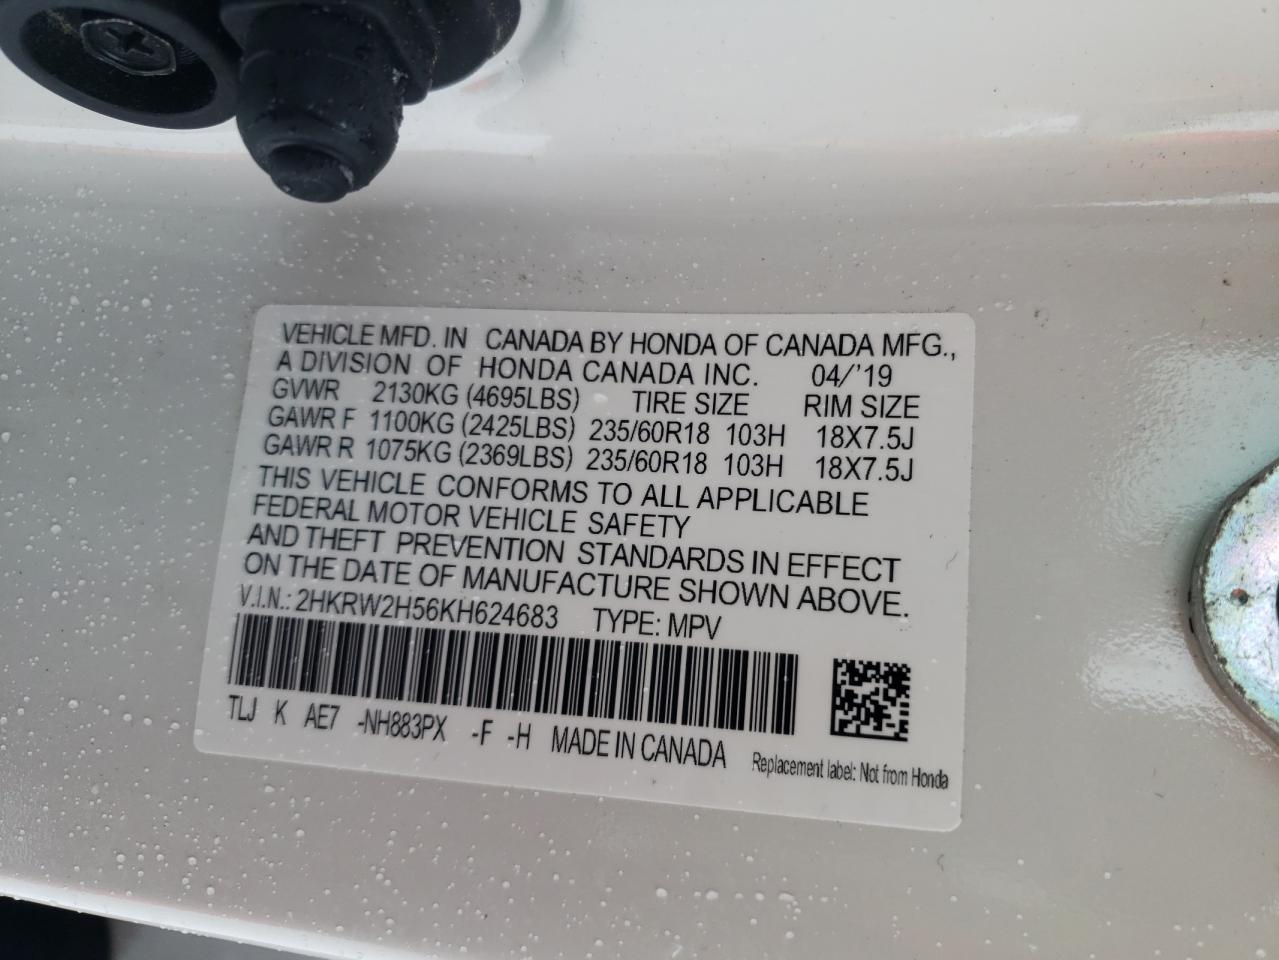 VEHICLE MFD. IN CANADA BY HONDA OF CANADA MFG.,
A DIVISION OF HONDA CANADA INC. 04/'19
GVWR 2130KG (4695LBS) TIRE SIZE RIM SIZE
GAWR F 1100KG (2425LBS) 235/60R18 103H 18X7.5J
GAWR R 1075KG (2369LBS) 235/60R18 103H 18X7.5J
THIS VEHICLE CONFORMS TO ALL APPLICABLE
FEDERAL MOTOR VEHICLE SAFETY
AND THEFT PREVENTION STANDARDS IN EFFECT
ON THE DATE OF MANUFACTURE SHOWN ABOVE.
V.I.N.: 2HKRW2H56KH624683 TYPE: MPV
TLJ K AE7 -NH883PX -F -H MADE IN CANADA
Replacement label: Not from Honda